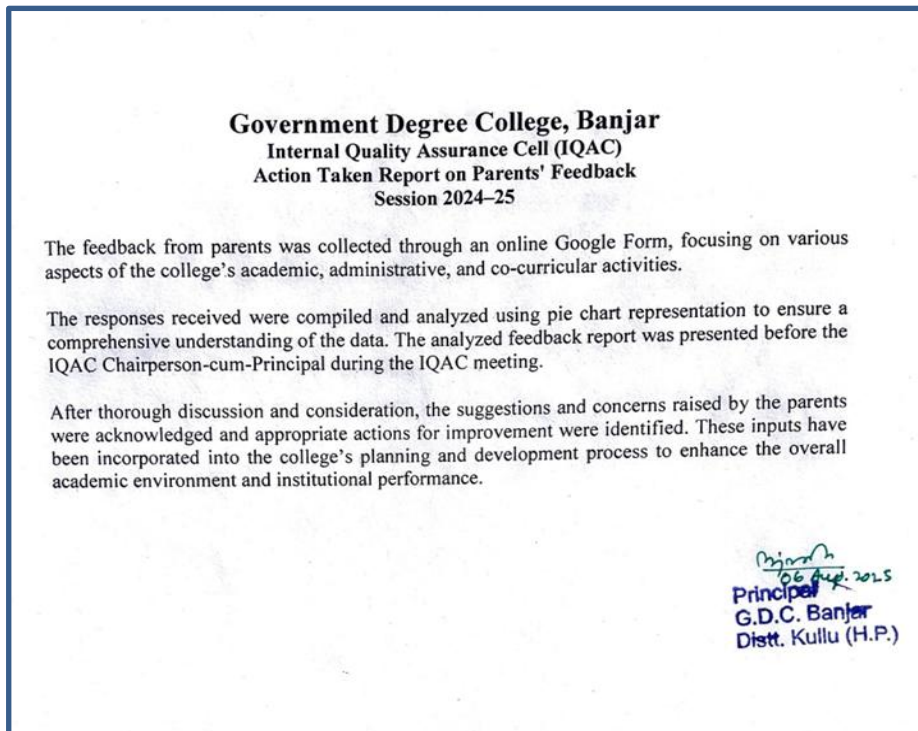 Government Degree College, Banjar
Internal Quality Assurance Cell (IQAC)
Action Taken Report on Parents' Feedback
Session 2024–25
The feedback from parents was collected through an online Google Form, focusing on various
aspects of the college's academic, administrative, and co-curricular activities.
The responses received were compiled and analyzed using pie chart representation to ensure a
comprehensive understanding of the data. The analyzed feedback report was presented before the
IQAC Chairperson-cum-Principal during the IQAC meeting.
After thorough discussion and consideration, the suggestions and concerns raised by the parents
were acknowledged and appropriate actions for improvement were identified. These inputs have
been incorporated into the college's planning and development process to enhance the overall
academic environment and institutional performance.
06 Aug. 2025
Principal
G.D.C. Banjar
Distt. Kullu (H.P.)